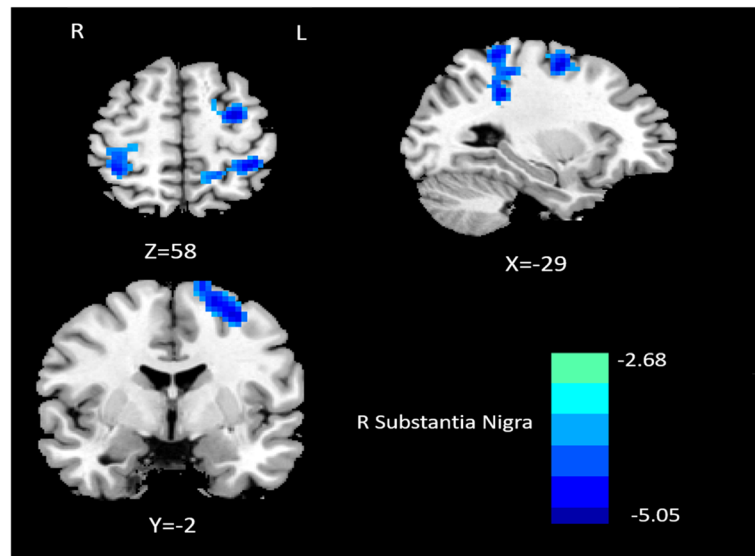 R
L
Z=58
X=-29
-2.68
R Substantia Nigra
-5.05
Y=-2